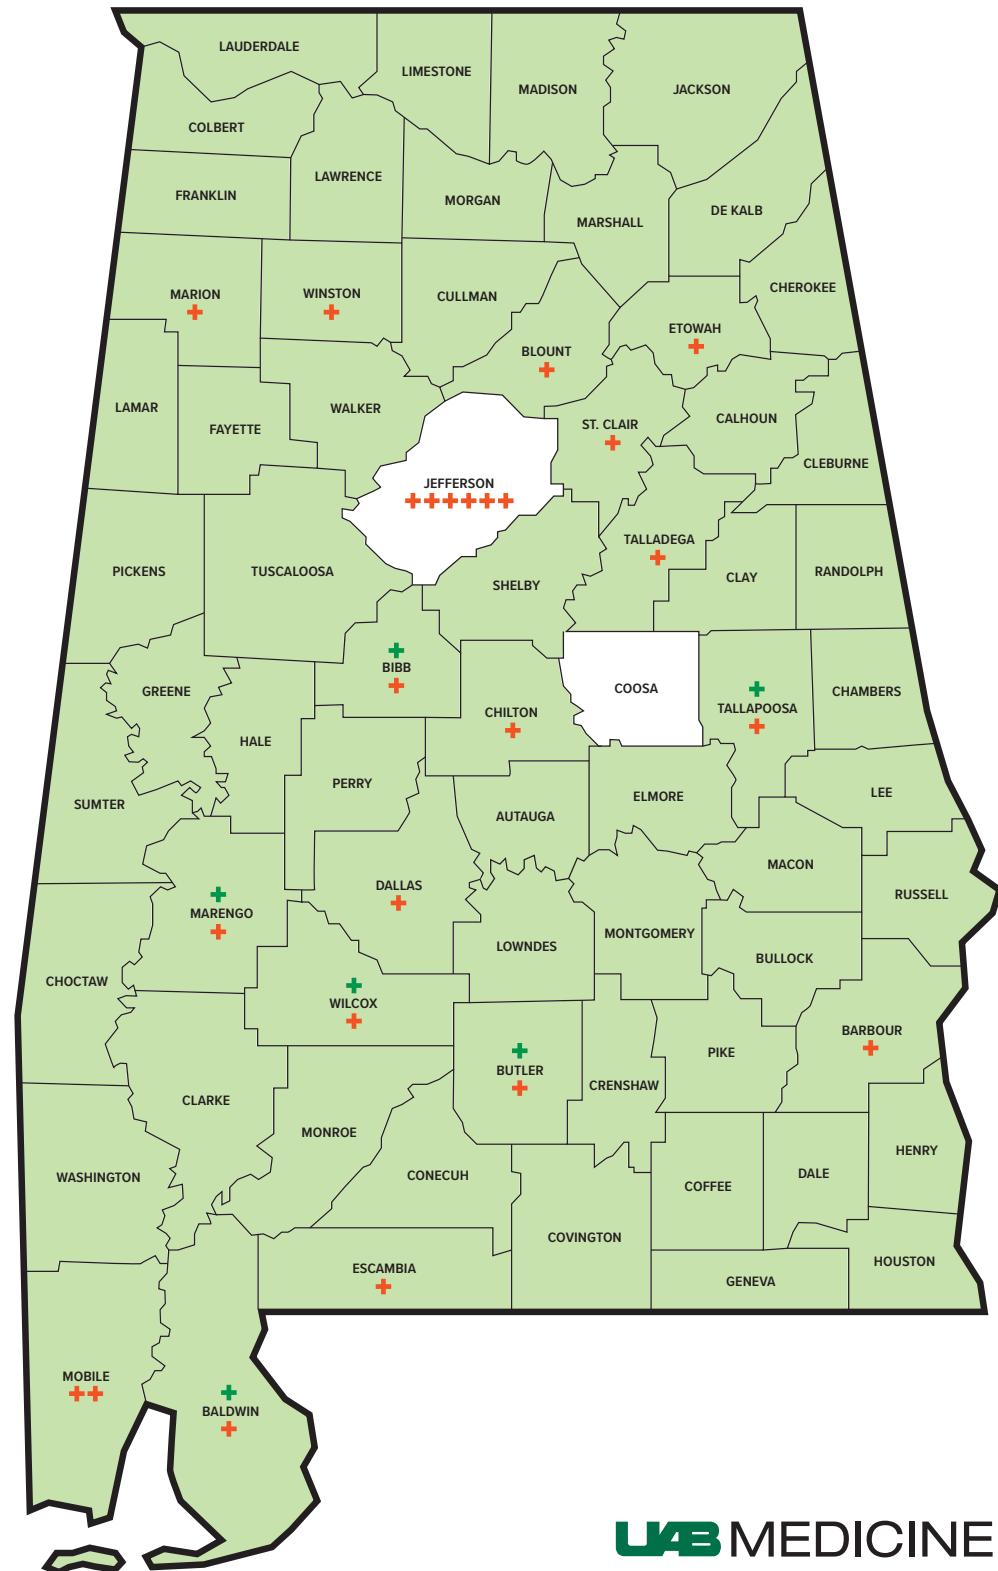 LAUDERDALE
LIMESTONE
MADISON
JACKSON
COLBERT
LAWRENCE
FRANKLIN
MORGAN
MARSHALL
DE KALB
MARION
WINSTON
CULLMAN
CHEROKEE
ETOWAH
BLOUNT
LAMAR
WALKER
FAYETTE
ST. CLAIR
CALHOUN
CLEBURNE
JEFFERSON
TALLADEGA
PICKENS
TUSCALOOSA
SHELBY
CLAY
RANDOLPH
BIBB
GREENE
COOSA
CHAMBERS
TALLAPOOSA
CHILTON
HALE
PERRY
SUMTER
ELMORE
LEE
AUTAUGA
MACON
DALLAS
RUSSELL
MARENGO
MONTGOMERY
LOWNDES
BULLOCK
CHOCTAW
WILCOX
BARBOUR
PIKE
BUTLER
CRENSHAW
CLARKE
MONROE
HENRY
WASHINGTON
CONECUH
COFFEE
DALE
COVINGTON
HOUSTON
ESCAMBIA
GENEVA
MOBILE
BALDWIN
UAB MEDICINE